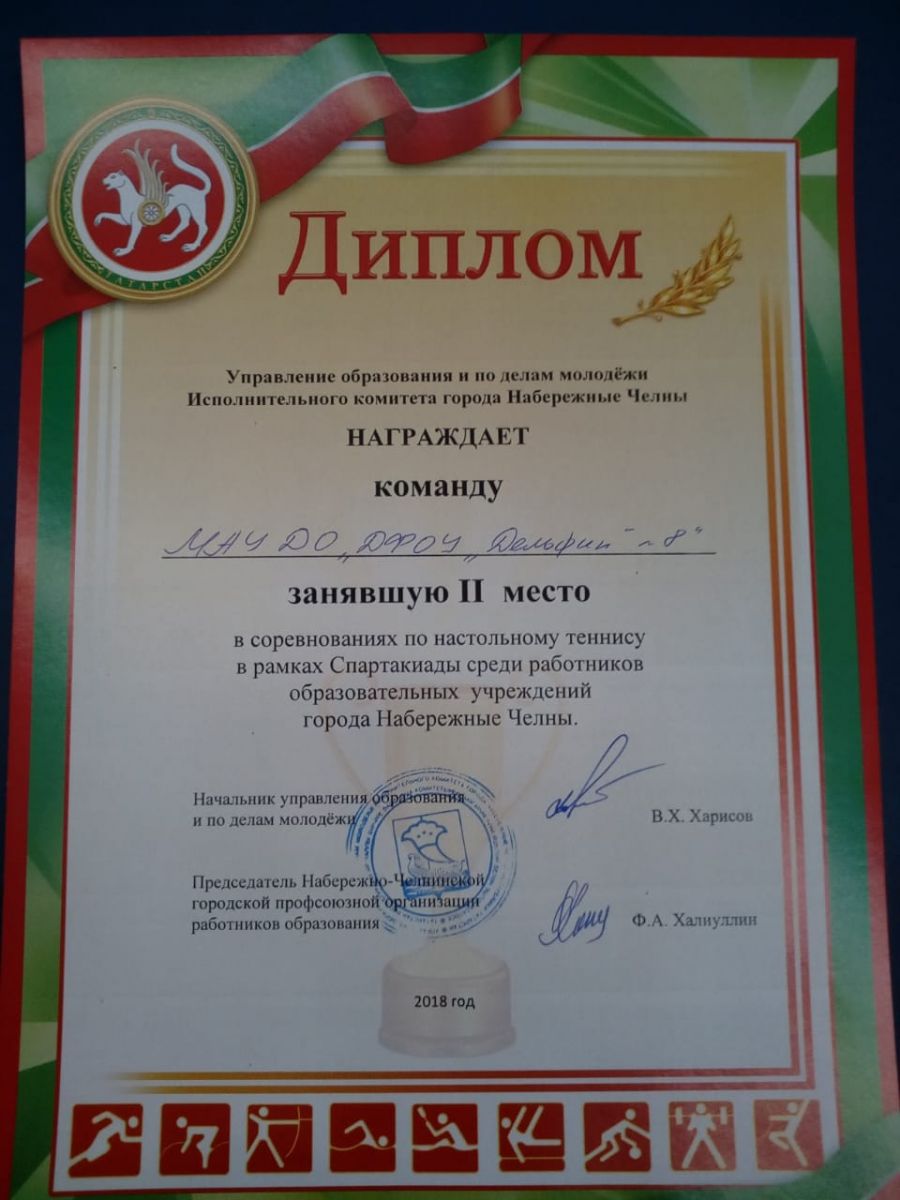 ТАТАРСТАН
Диплом
Управление образования и по делам молодёжи
Исполнительного комитета города Набережные Челны
НАГРАЖДАЕТ
команду
МАУ ДО „ДФОЦ „Дельфин" - 8"
занявшую II место
в соревнованиях по настольному теннису
в рамках Спартакиады среди работников
образовательных учреждений
города Набережные Челны.
Начальник управления образования
и по делам молодёжи
В.Х. Харисов
Председатель Набережно-Челнинской
городской профсоюзной организации
работников образования
Ф.А. Халиуллин
2018 год